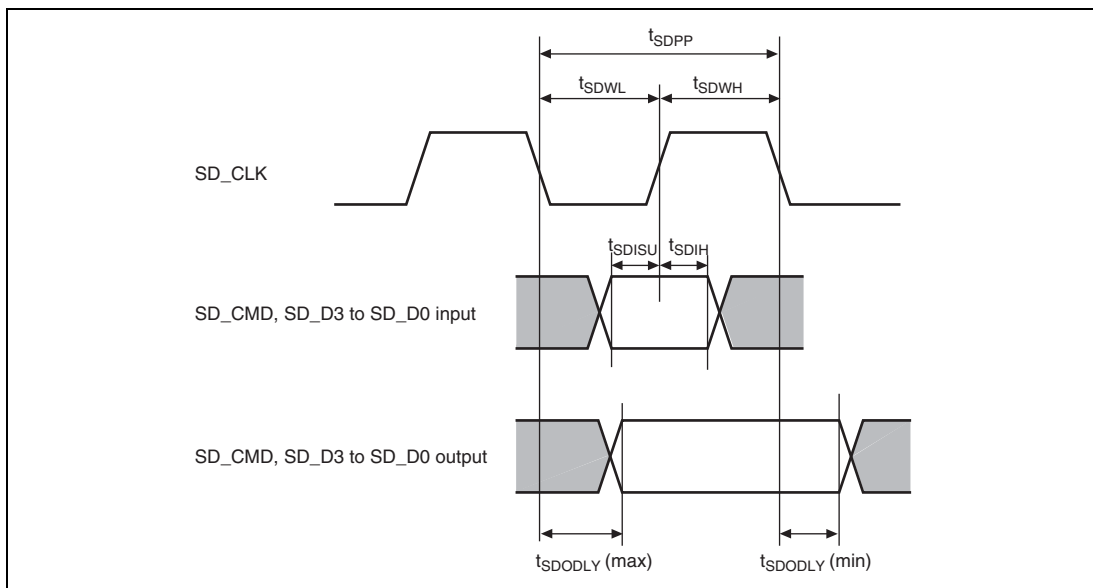 tSDPP
tSDWL tSDWH
SD_CLK
tSDISU tSDIH
SD_CMD, SD_D3 to SD_D0 input
SD_CMD, SD_D3 to SD_D0 output
tSDODLY (max) tSDODLY (min)